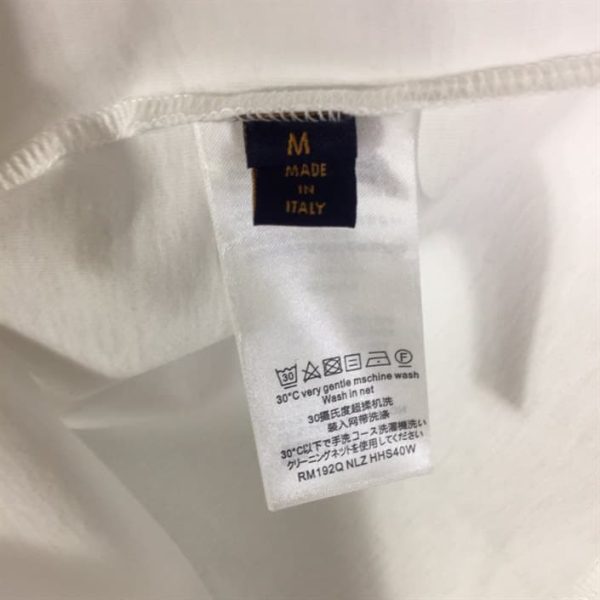 M
MADE
IN
ITALY
30
F
30°C very gentle mschine wash
Wash in net
30摄氏度超揉机洗
装入网带洗涤
30°C以下で手洗コース洗濯機洗い
クリーニングネットを使用してください
RM192Q NLZ HHS40W